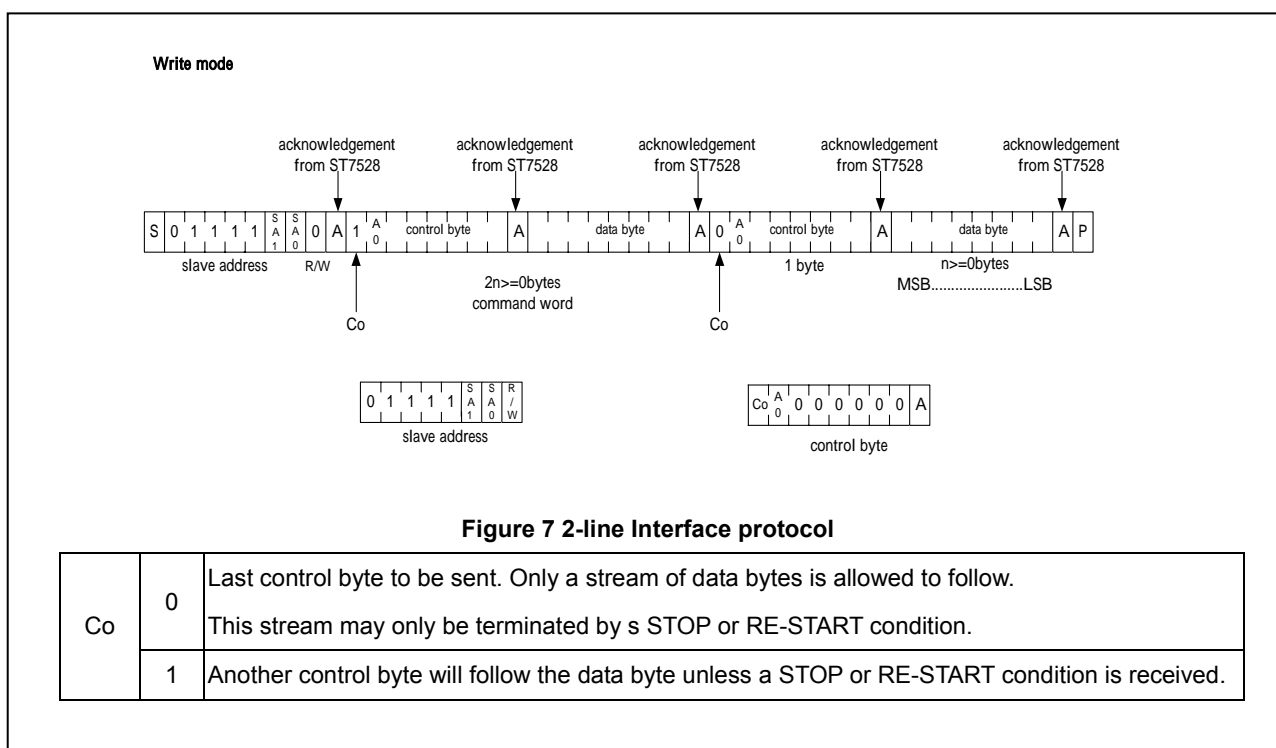 Write mode
acknowledgement from ST7528
acknowledgement from ST7528
acknowledgement from ST7528
acknowledgement from ST7528
acknowledgement from ST7528
S 0 1 1 1 1 SA1 SA0 0 A 1 A0 control byte A data byte A 0 A0 control byte A data byte A P
slave address R/W 1 byte n>=0bytes
2n>=0bytes MSB.......................LSB
command word
Co Co
0 1 1 1 1 SA1 SA0 R/W
slave address
Co A0 0 0 0 0 0 0 A
control byte
Figure 7 2-line Interface protocol
Co
0
Last control byte to be sent. Only a stream of data bytes is allowed to follow.
This stream may only be terminated by s STOP or RE-START condition.
1
Another control byte will follow the data byte unless a STOP or RE-START condition is received.